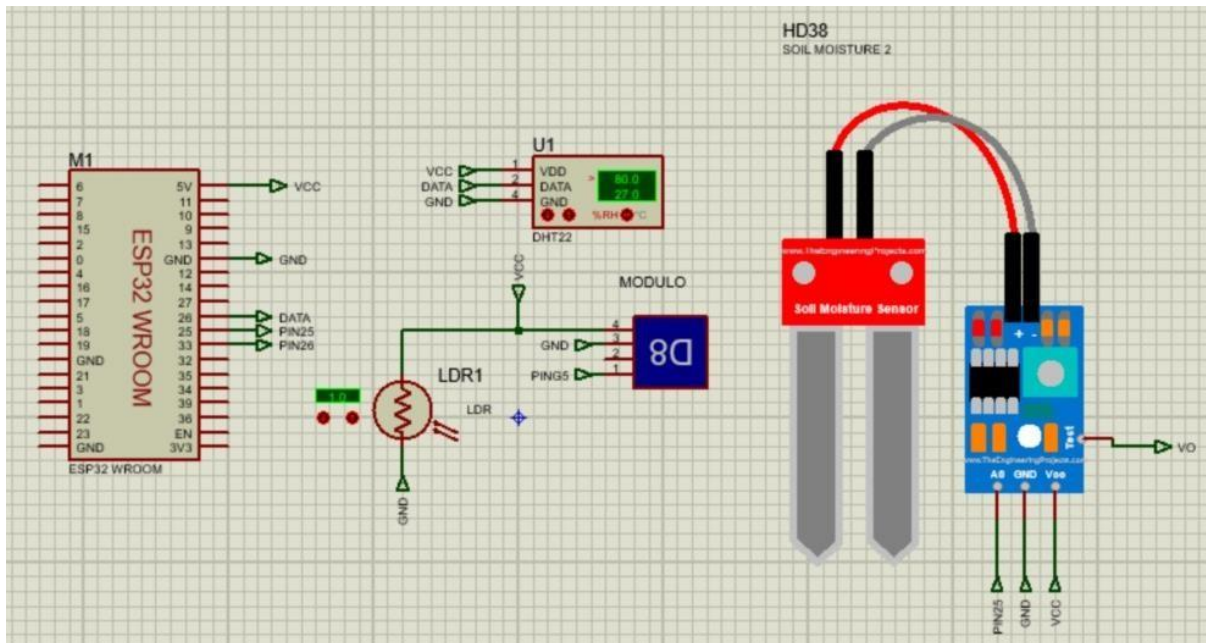 HD38
SOIL MOISTURE 2
M1
6
7
8
15
2
0
4
16
17
5
18
19
GND
21
3
1
22
23
GND
ESP32 WROOM
5V
11
10
9
13
GND
12
14
27
26
25
33
32
35
34
39
36
EN
3V3
ESP32 WROOM
VCC
GND
DATA
PIN25
PIN26
U1
VCC
DATA
GND
1
2
4
VDD
DATA
GND
80.0
27.0
%RH
°C
DHT22
VCC
MODULO
4
3
2
1
GND
PING5
D8
LDR1
LDR
1.0
GND
www.TheEngineeringProjects.com
Soil Moisture Sensor
+ -
Test
VO
www.TheEngineeringProjects.com
A0 GND Vcc
PIN25
GND
VCC